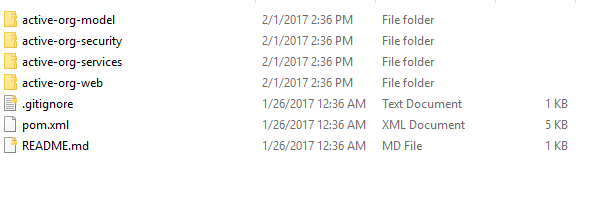 active-org-model 2/1/2017 2:36 PM File folder
active-org-security 2/1/2017 2:36 PM File folder
active-org-services 2/1/2017 2:36 PM File folder
active-org-web 2/1/2017 2:36 PM File folder
.gitignore 1/26/2017 12:36 AM Text Document 1 KB
pom.xml 1/26/2017 12:36 AM XML Document 5 KB
README.md 1/26/2017 12:36 AM MD File 1 KB